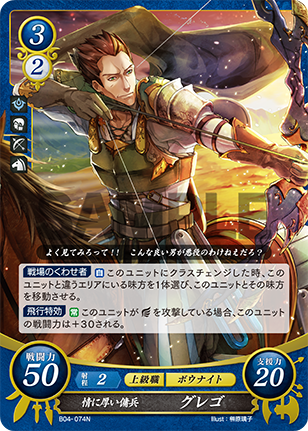 3
2
SAMPLE
よく見てみろって!! こんな良い男が悪役のわけねえだろ?
戦場のくわせ者 自 このユニットにクラスチェンジした時、この
ユニットと違うエリアにいる味方を1体選び、このユニットとその味方
を移動させる。
飛行特効 常 このユニットが を攻撃している場合、このユニット
の戦闘力は+30される。
戦闘力
50
射程 2
上級職
ボウナイト
支援力
20
情に厚い傭兵 グレゴ
B04-074N
Illust:柳原璃子